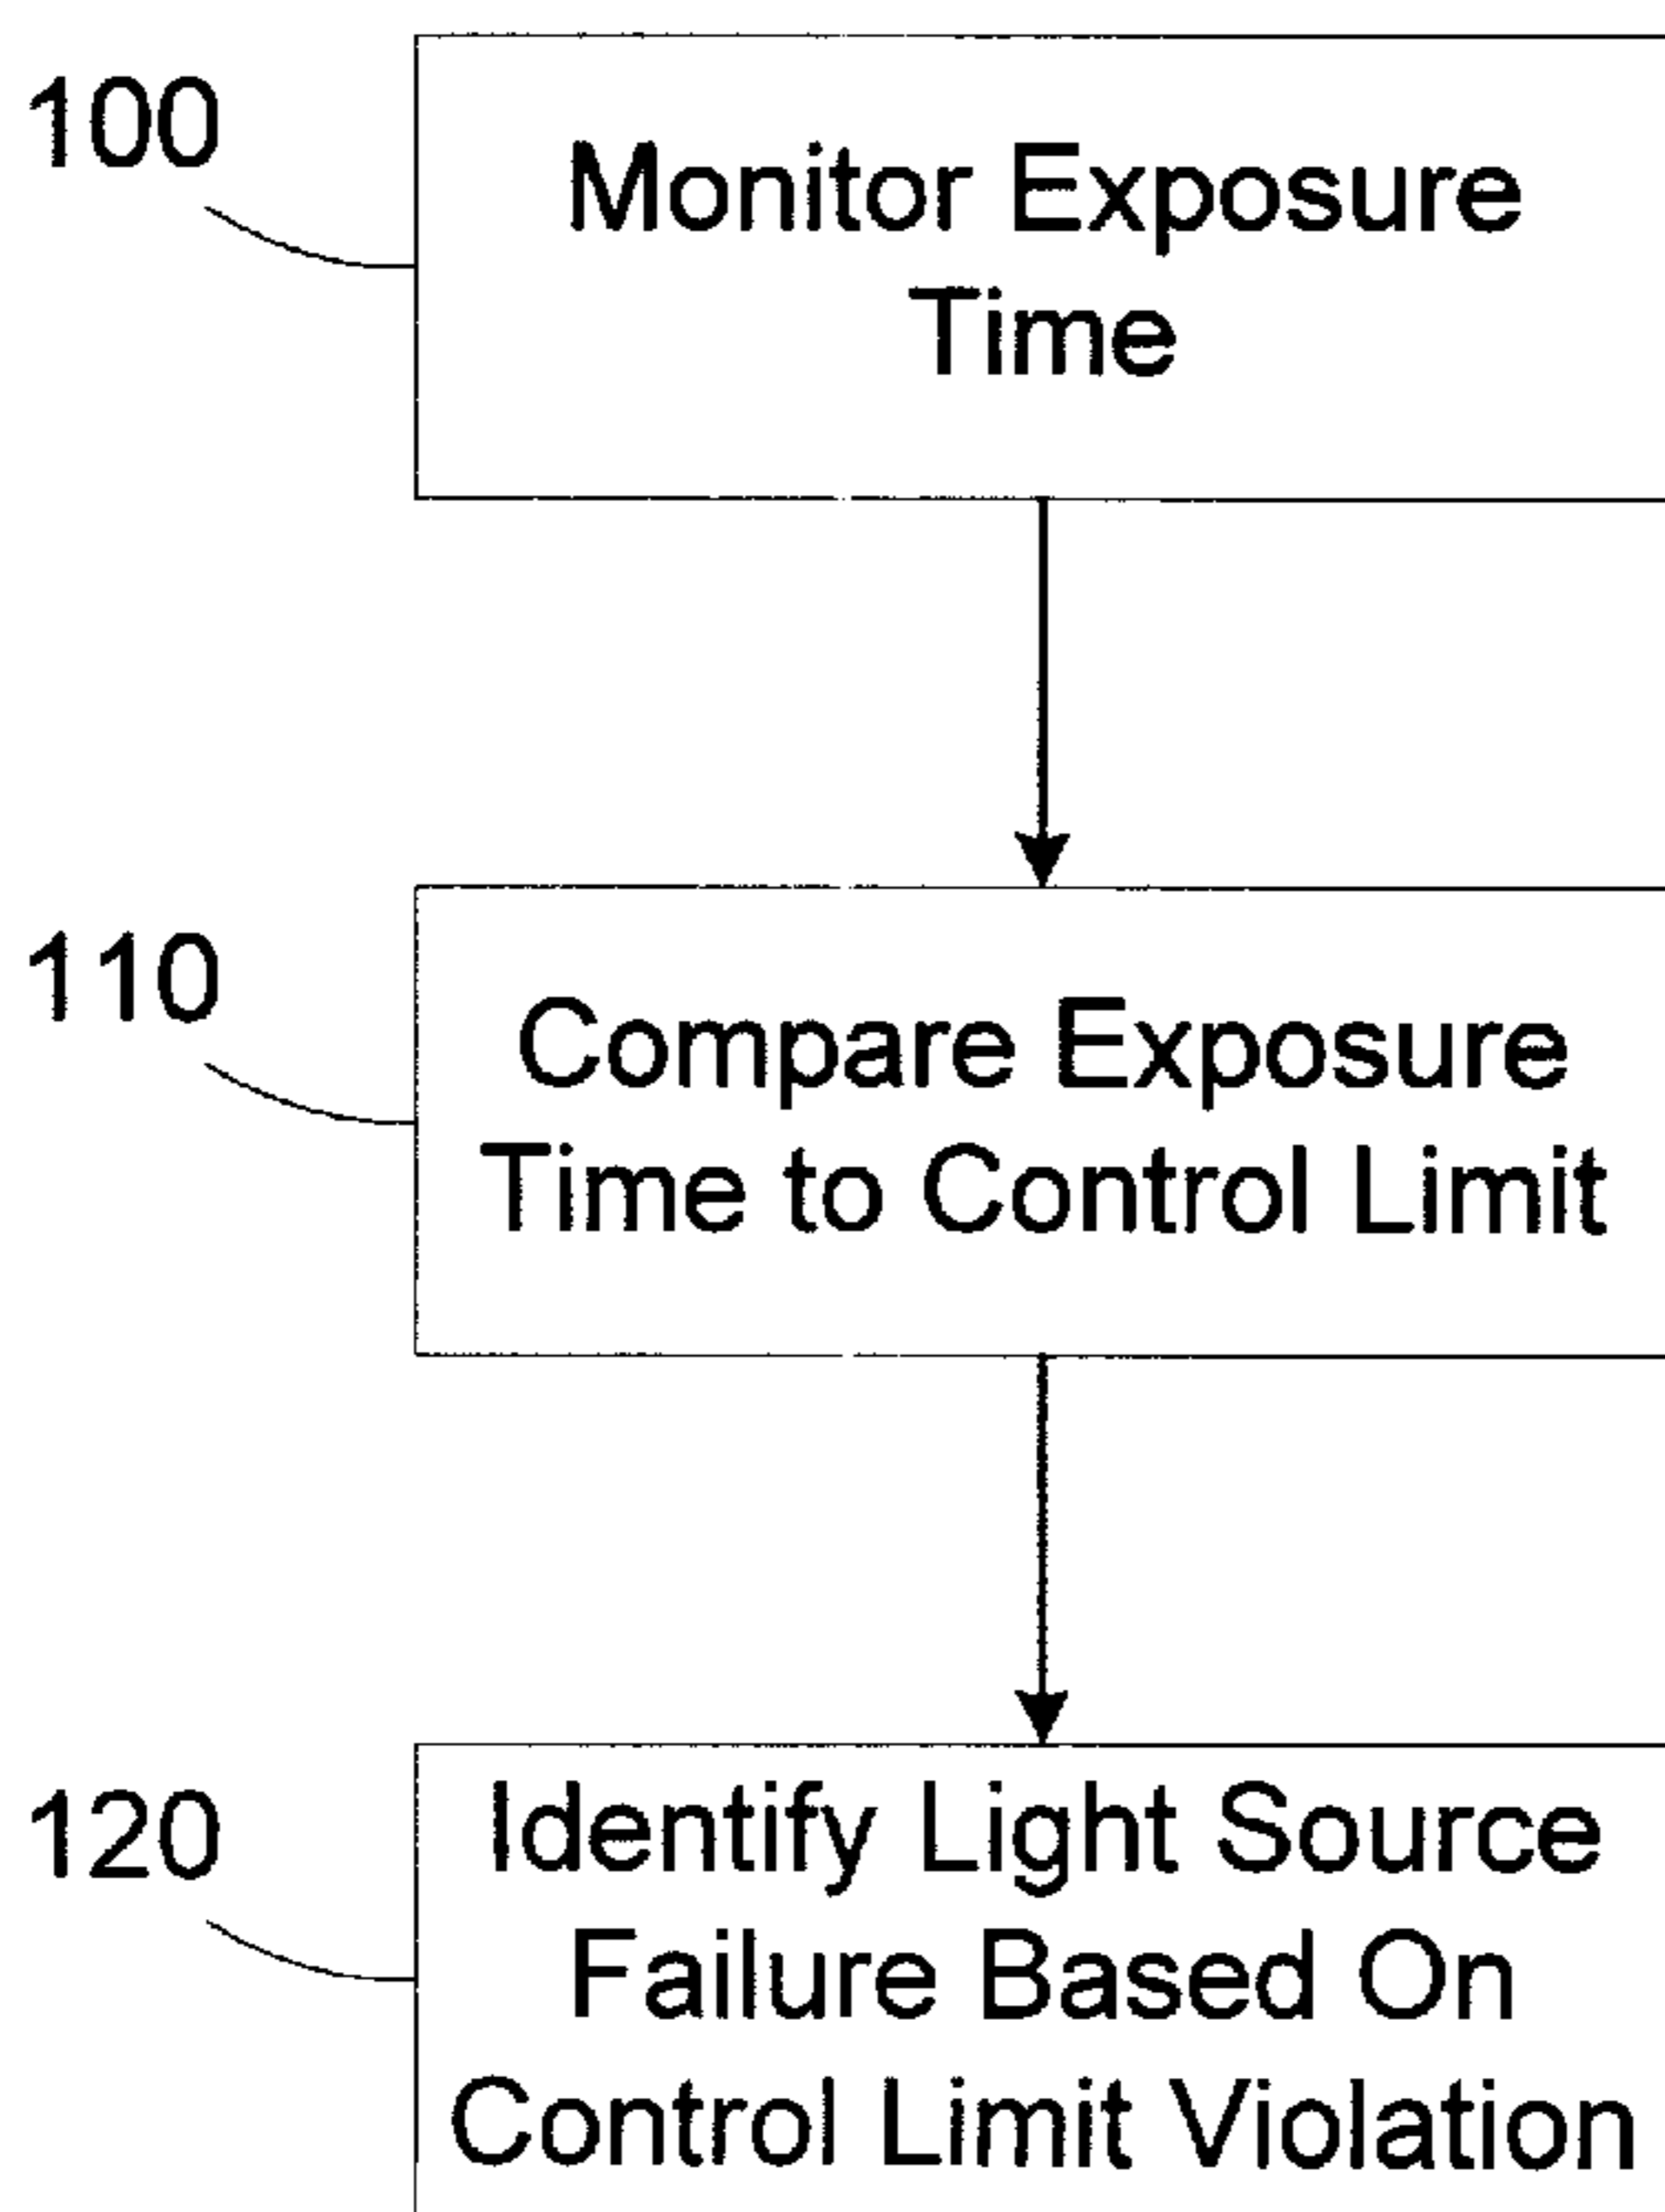 100
Monitor Exposure
Time
110
Compare Exposure
Time to Control Limit
120
Identify Light Source
Failure Based On
Control Limit Violation